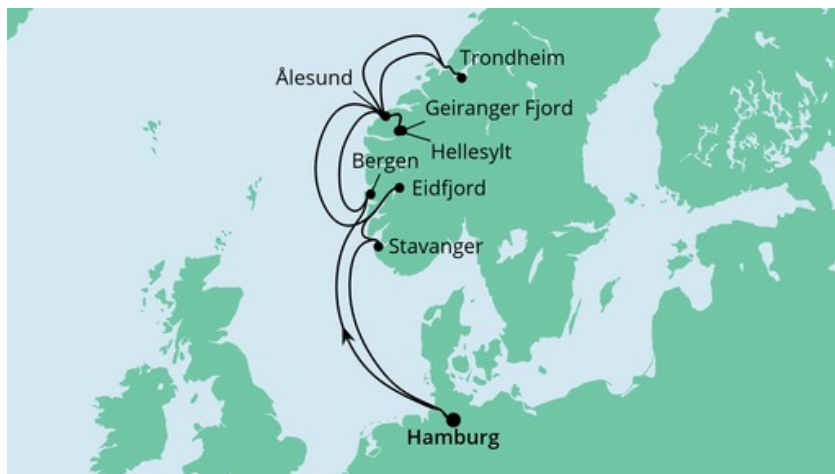 Trondheim
Ålesund
Geiranger Fjord
Hellesylt
Bergen
Eidfjord
Stavanger
Hamburg